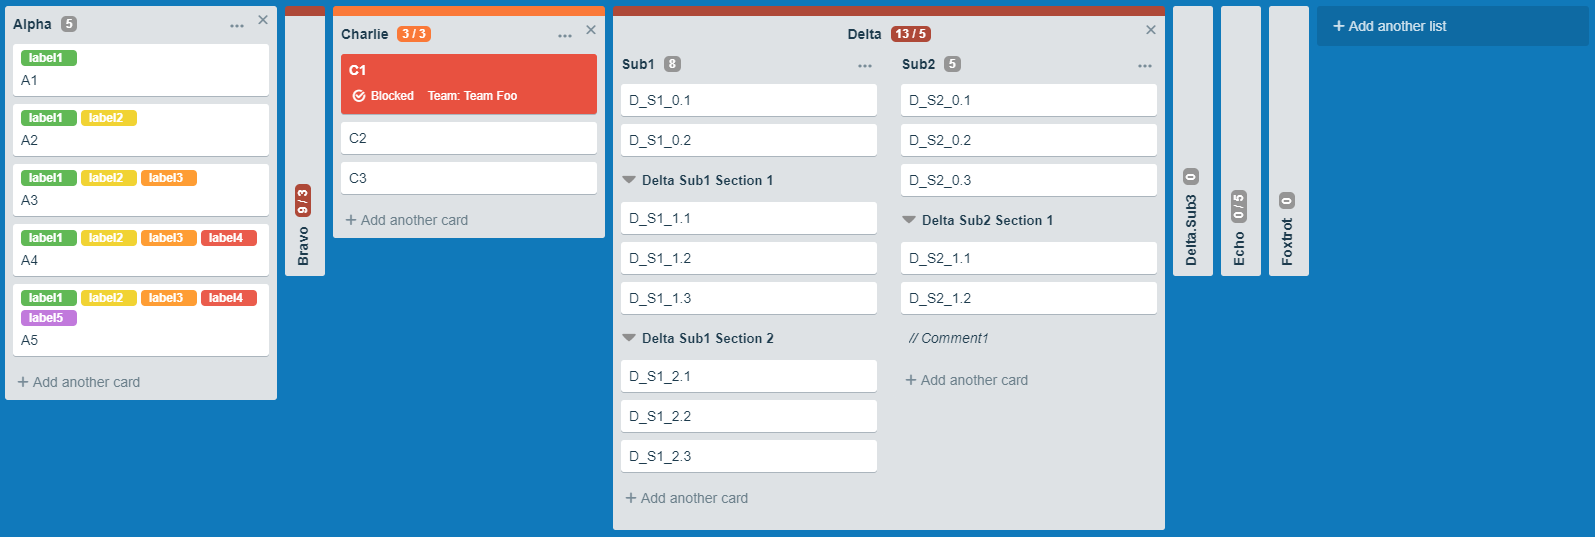 Alpha 5
label1
A1
label1 label2
A2
label1 label2 label3
A3
label1 label2 label3 label4
A4
label1 label2 label3 label4
label5
A5
+ Add another card
Bravo 9 / 3
Charlie 3 / 3
C1
Blocked Team: Team Foo
C2
C3
+ Add another card
Delta 13 / 5
Sub1 8
D_S1_0.1
D_S1_0.2
Delta Sub1 Section 1
D_S1_1.1
D_S1_1.2
D_S1_1.3
Delta Sub1 Section 2
D_S1_2.1
D_S1_2.2
D_S1_2.3
+ Add another card
Sub2 5
D_S2_0.1
D_S2_0.2
D_S2_0.3
Delta Sub2 Section 1
D_S2_1.1
D_S2_1.2
// Comment1
+ Add another card
Delta.Sub3 0
Echo 0 / 5
Foxtrot 0
+ Add another list